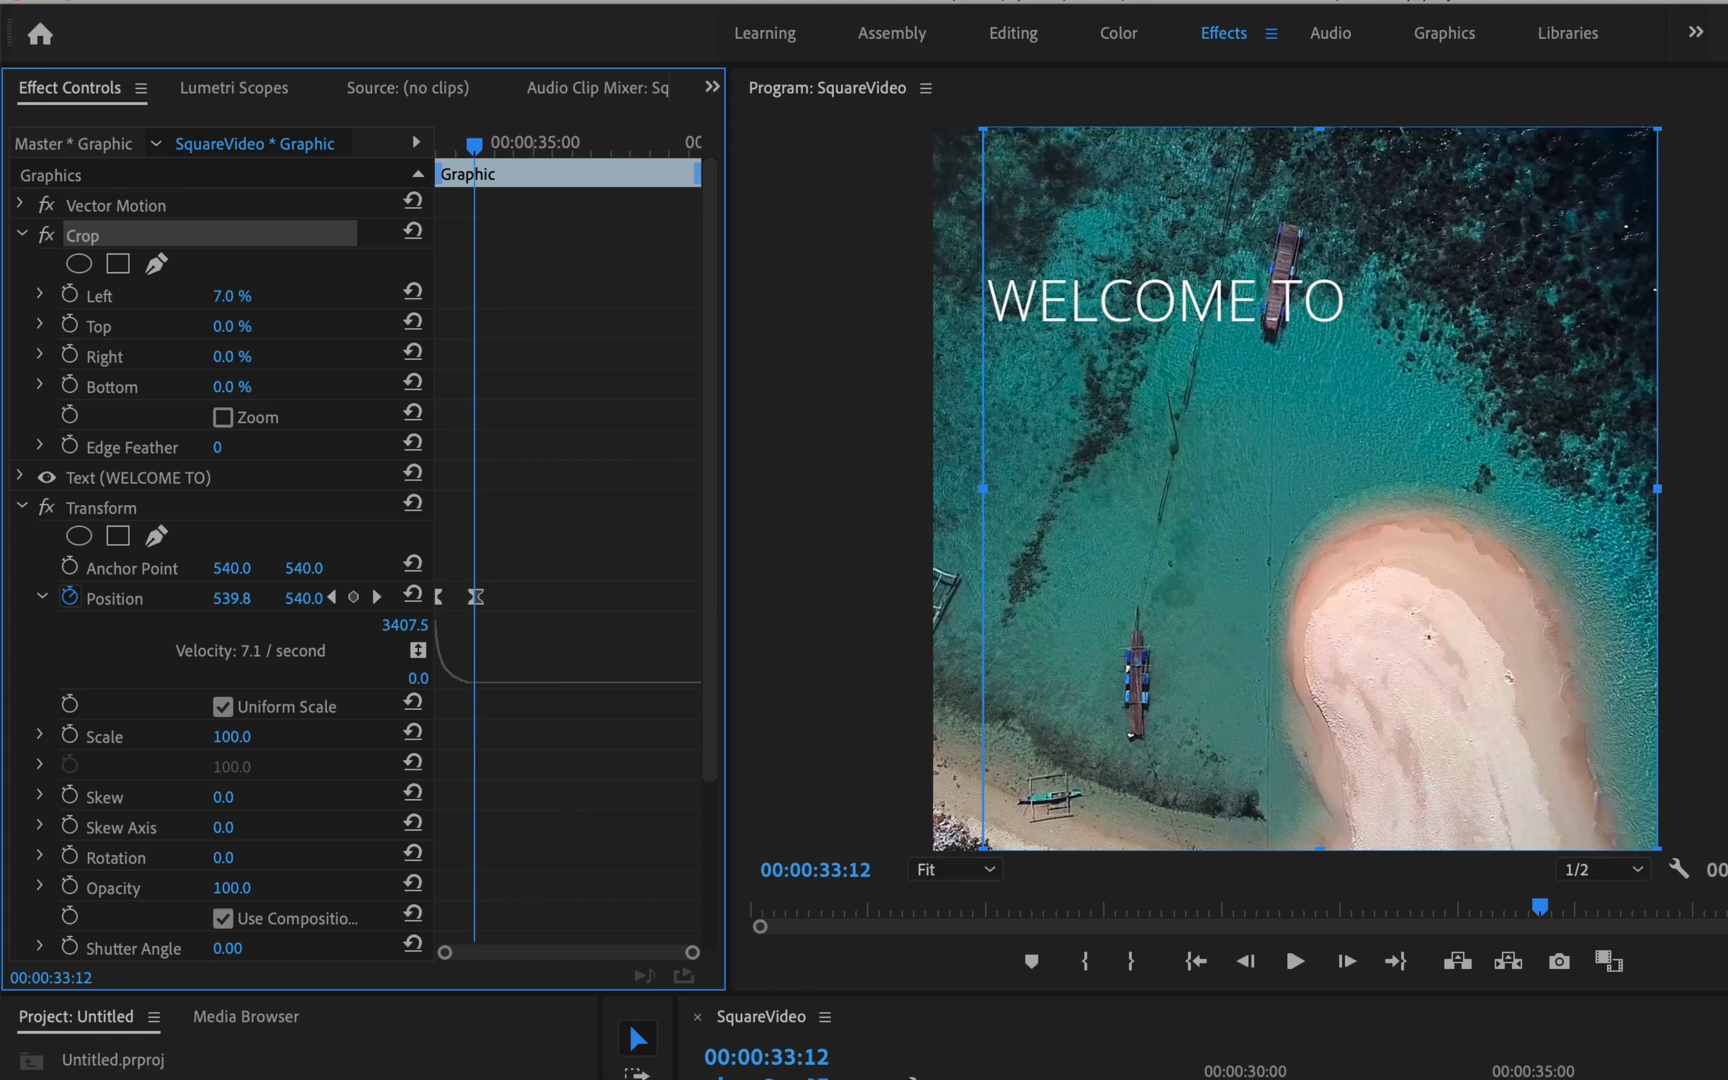 Learning Assembly Editing Color Effects Audio Graphics Libraries
Effect Controls Lumetri Scopes Source: (no clips) Audio Clip Mixer: Sq
Program: SquareVideo
Master * Graphic SquareVideo * Graphic 00:00:35:00 00
Graphics Graphic
fx Vector Motion
fx Crop
Left 7.0 %
Top 0.0 %
Right 0.0 %
Bottom 0.0 %
Zoom
Edge Feather 0
Text (WELCOME TO)
fx Transform
Anchor Point 540.0 540.0
Position 539.8 540.0
3407.5
Velocity: 7.1 / second
0.0
Uniform Scale
Scale 100.0
100.0
Skew 0.0
Skew Axis 0.0
Rotation 0.0
Opacity 100.0
Use Compositio...
Shutter Angle 0.00
00:00:33:12
WELCOME TO
00:00:33:12 Fit 1/2 00
Project: Untitled Media Browser
Untitled.prproj
SquareVideo
00:00:33:12
00:00:30:00 00:00:35:00